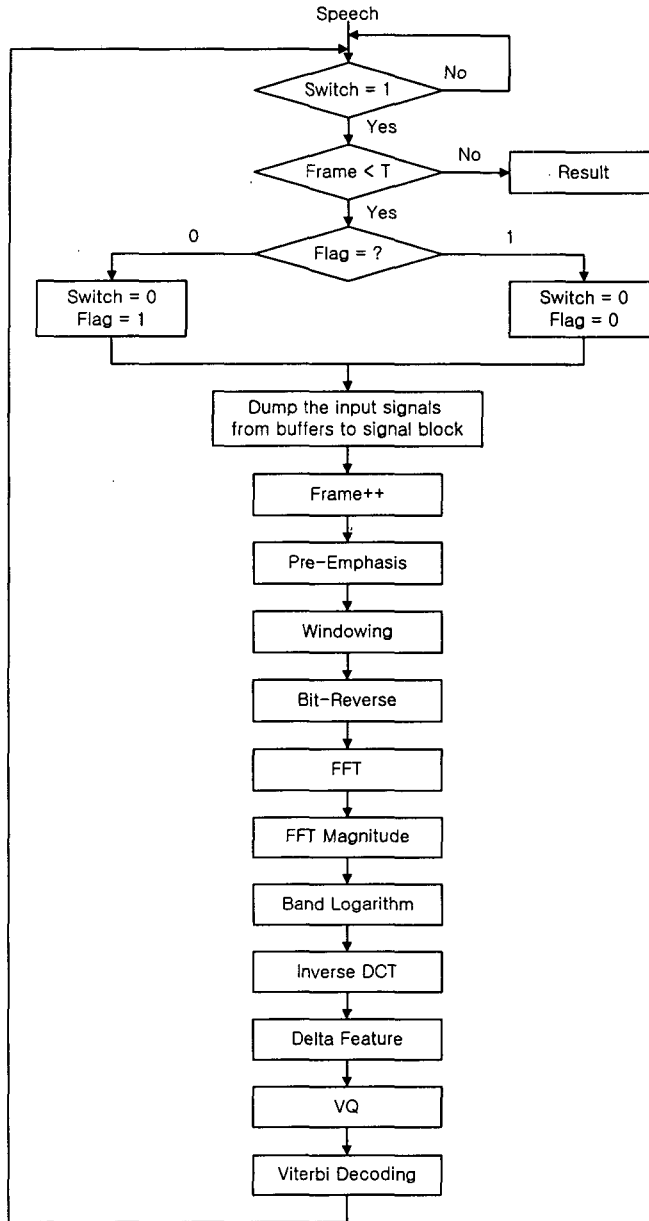 Speech
No
Switch = 1
Yes
No
Frame < T
Result
Yes
0
1
Flag = ?
Switch = 0
Flag = 1
Switch = 0
Flag = 0
Dump the input signals
from buffers to signal block
Frame++
Pre-Emphasis
Windowing
Bit-Reverse
FFT
FFT Magnitude
Band Logarithm
Inverse DCT
Delta Feature
VQ
Viterbi Decoding